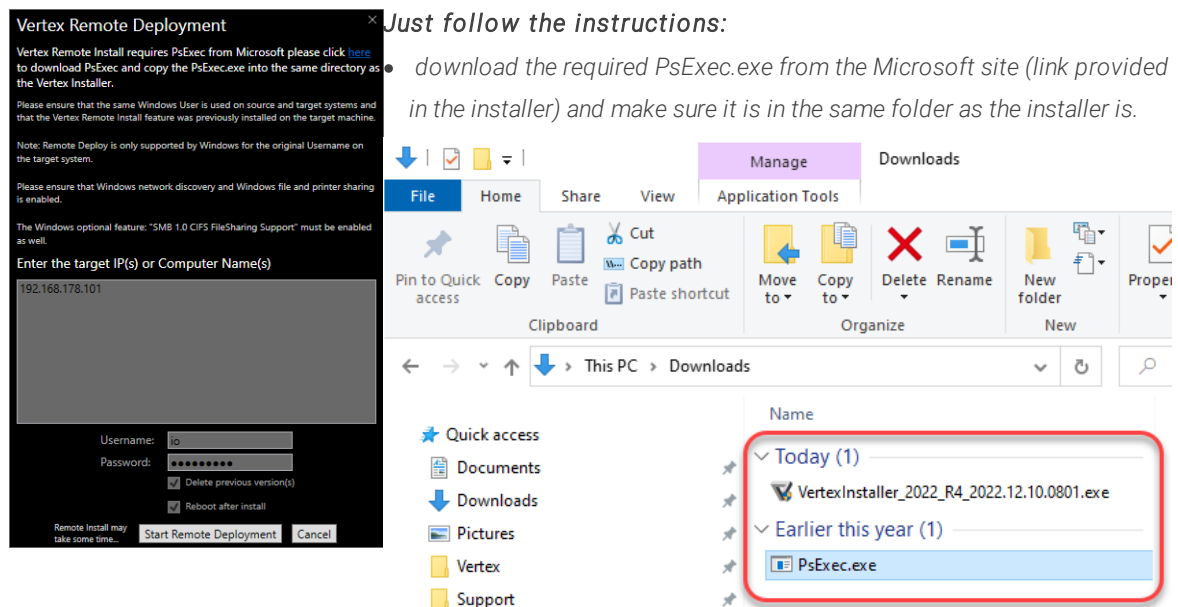 Vertex Remote Deployment
Vertex Remote Install requires PsExec from Microsoft please click here
to download PsExec and copy the PsExec.exe into the same directory as
the Vertex Installer.
Please ensure that the same Windows User is used on source and target systems and
that the Vertex Remote Install feature was previously installed on the target machine.
Note: Remote Deploy is only supported by Windows for the original Username on
the target system.
Please ensure that Windows network discovery and Windows file and printer sharing
is enabled.
The Windows optional feature: "SMB 1.0 CIFS FileSharing Support" must be enabled
as well.
Enter the target IP(s) or Computer Name(s)
192.168.178.101
Username: io
Password: ●●●●●●●●●
Delete previous version(s)
Reboot after install
Remote Install may
take some time...
Start Remote Deployment Cancel
Just follow the instructions:
● download the required PsExec.exe from the Microsoft site (link provided
in the installer) and make sure it is in the same folder as the installer is.
Manage Downloads
File Home Share View Application Tools
Pin to Quick
access
Copy
Paste
Cut
Copy path
Paste shortcut
Move
to
Copy
to
Delete
Rename
New
folder
Proper
Clipboard Organize New
This PC › Downloads
Name
Quick access
Documents
Downloads
Pictures
Vertex
Support
Today (1)
VertexInstaller_2022_R4_2022.12.10.0801.exe
Earlier this year (1)
PsExec.exe